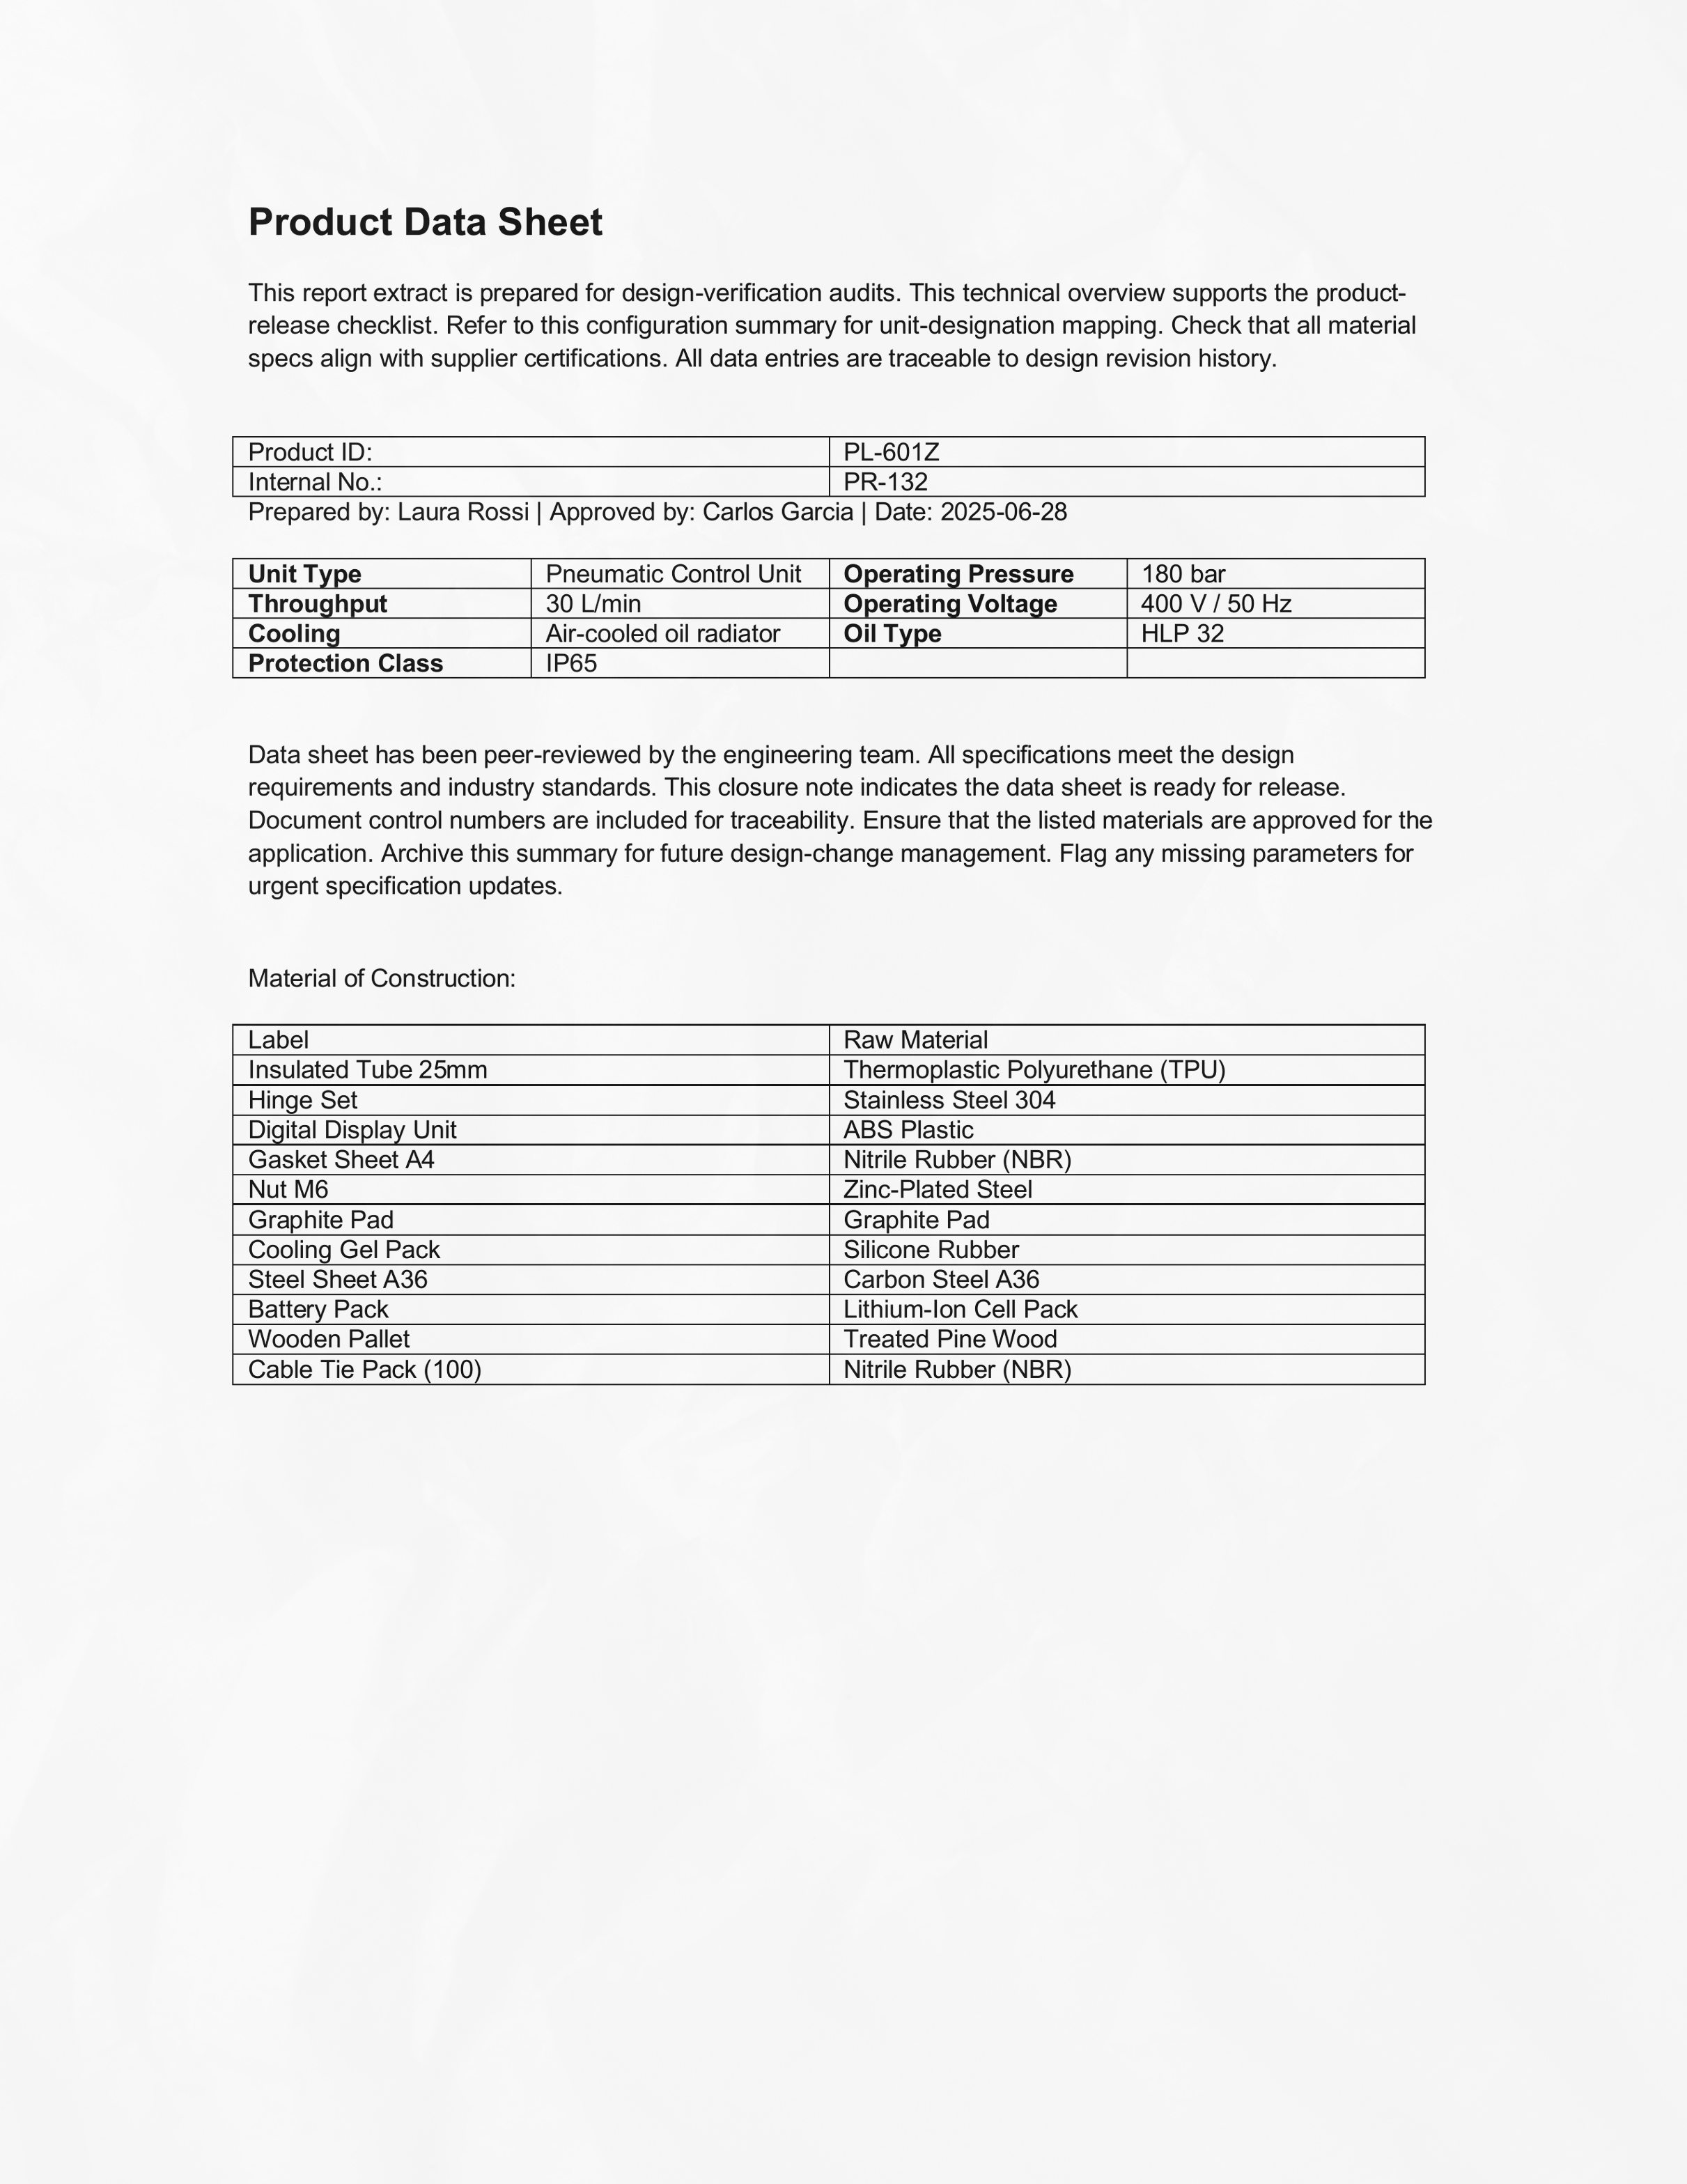 Product Data Sheet
This report extract is prepared for design-verification audits. This technical overview supports the product-
release checklist. Refer to this configuration summary for unit-designation mapping. Check that all material
specs align with supplier certifications. All data entries are traceable to design revision history.
Product ID: PL-601Z
Internal No.: PR-132
Prepared by: Laura Rossi | Approved by: Carlos Garcia | Date: 2025-06-28
Unit Type Pneumatic Control Unit Operating Pressure 180 bar
Throughput 30 L/min Operating Voltage 400 V / 50 Hz
Cooling Air-cooled oil radiator Oil Type HLP 32
Protection Class IP65
Data sheet has been peer-reviewed by the engineering team. All specifications meet the design
requirements and industry standards. This closure note indicates the data sheet is ready for release.
Document control numbers are included for traceability. Ensure that the listed materials are approved for the
application. Archive this summary for future design-change management. Flag any missing parameters for
urgent specification updates.
Material of Construction:
Label Raw Material
Insulated Tube 25mm Thermoplastic Polyurethane (TPU)
Hinge Set Stainless Steel 304
Digital Display Unit ABS Plastic
Gasket Sheet A4 Nitrile Rubber (NBR)
Nut M6 Zinc-Plated Steel
Graphite Pad Graphite Pad
Cooling Gel Pack Silicone Rubber
Steel Sheet A36 Carbon Steel A36
Battery Pack Lithium-Ion Cell Pack
Wooden Pallet Treated Pine Wood
Cable Tie Pack (100) Nitrile Rubber (NBR)